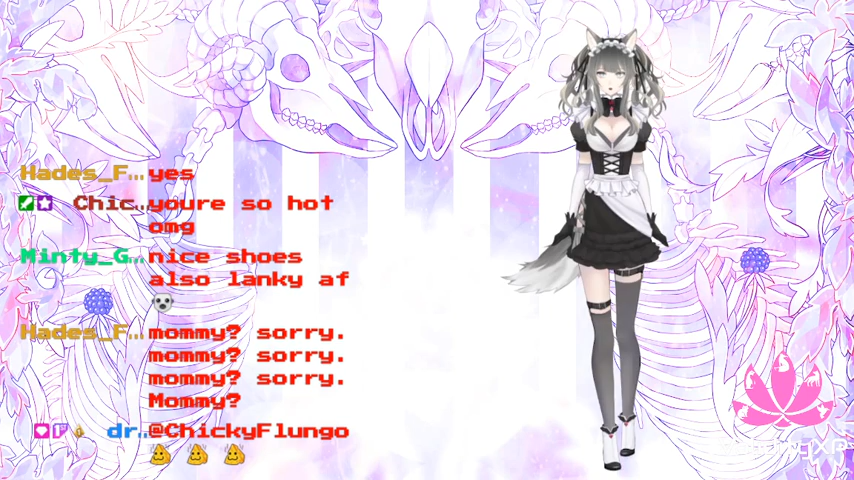 Hades_F… yes
Chic… youre so hot
omg
Minty_G… nice shoes
also lanky af
Hades_F… mommy? sorry.
mommy? sorry.
mommy? sorry.
Mommy?
dr… @ChickyFlungo